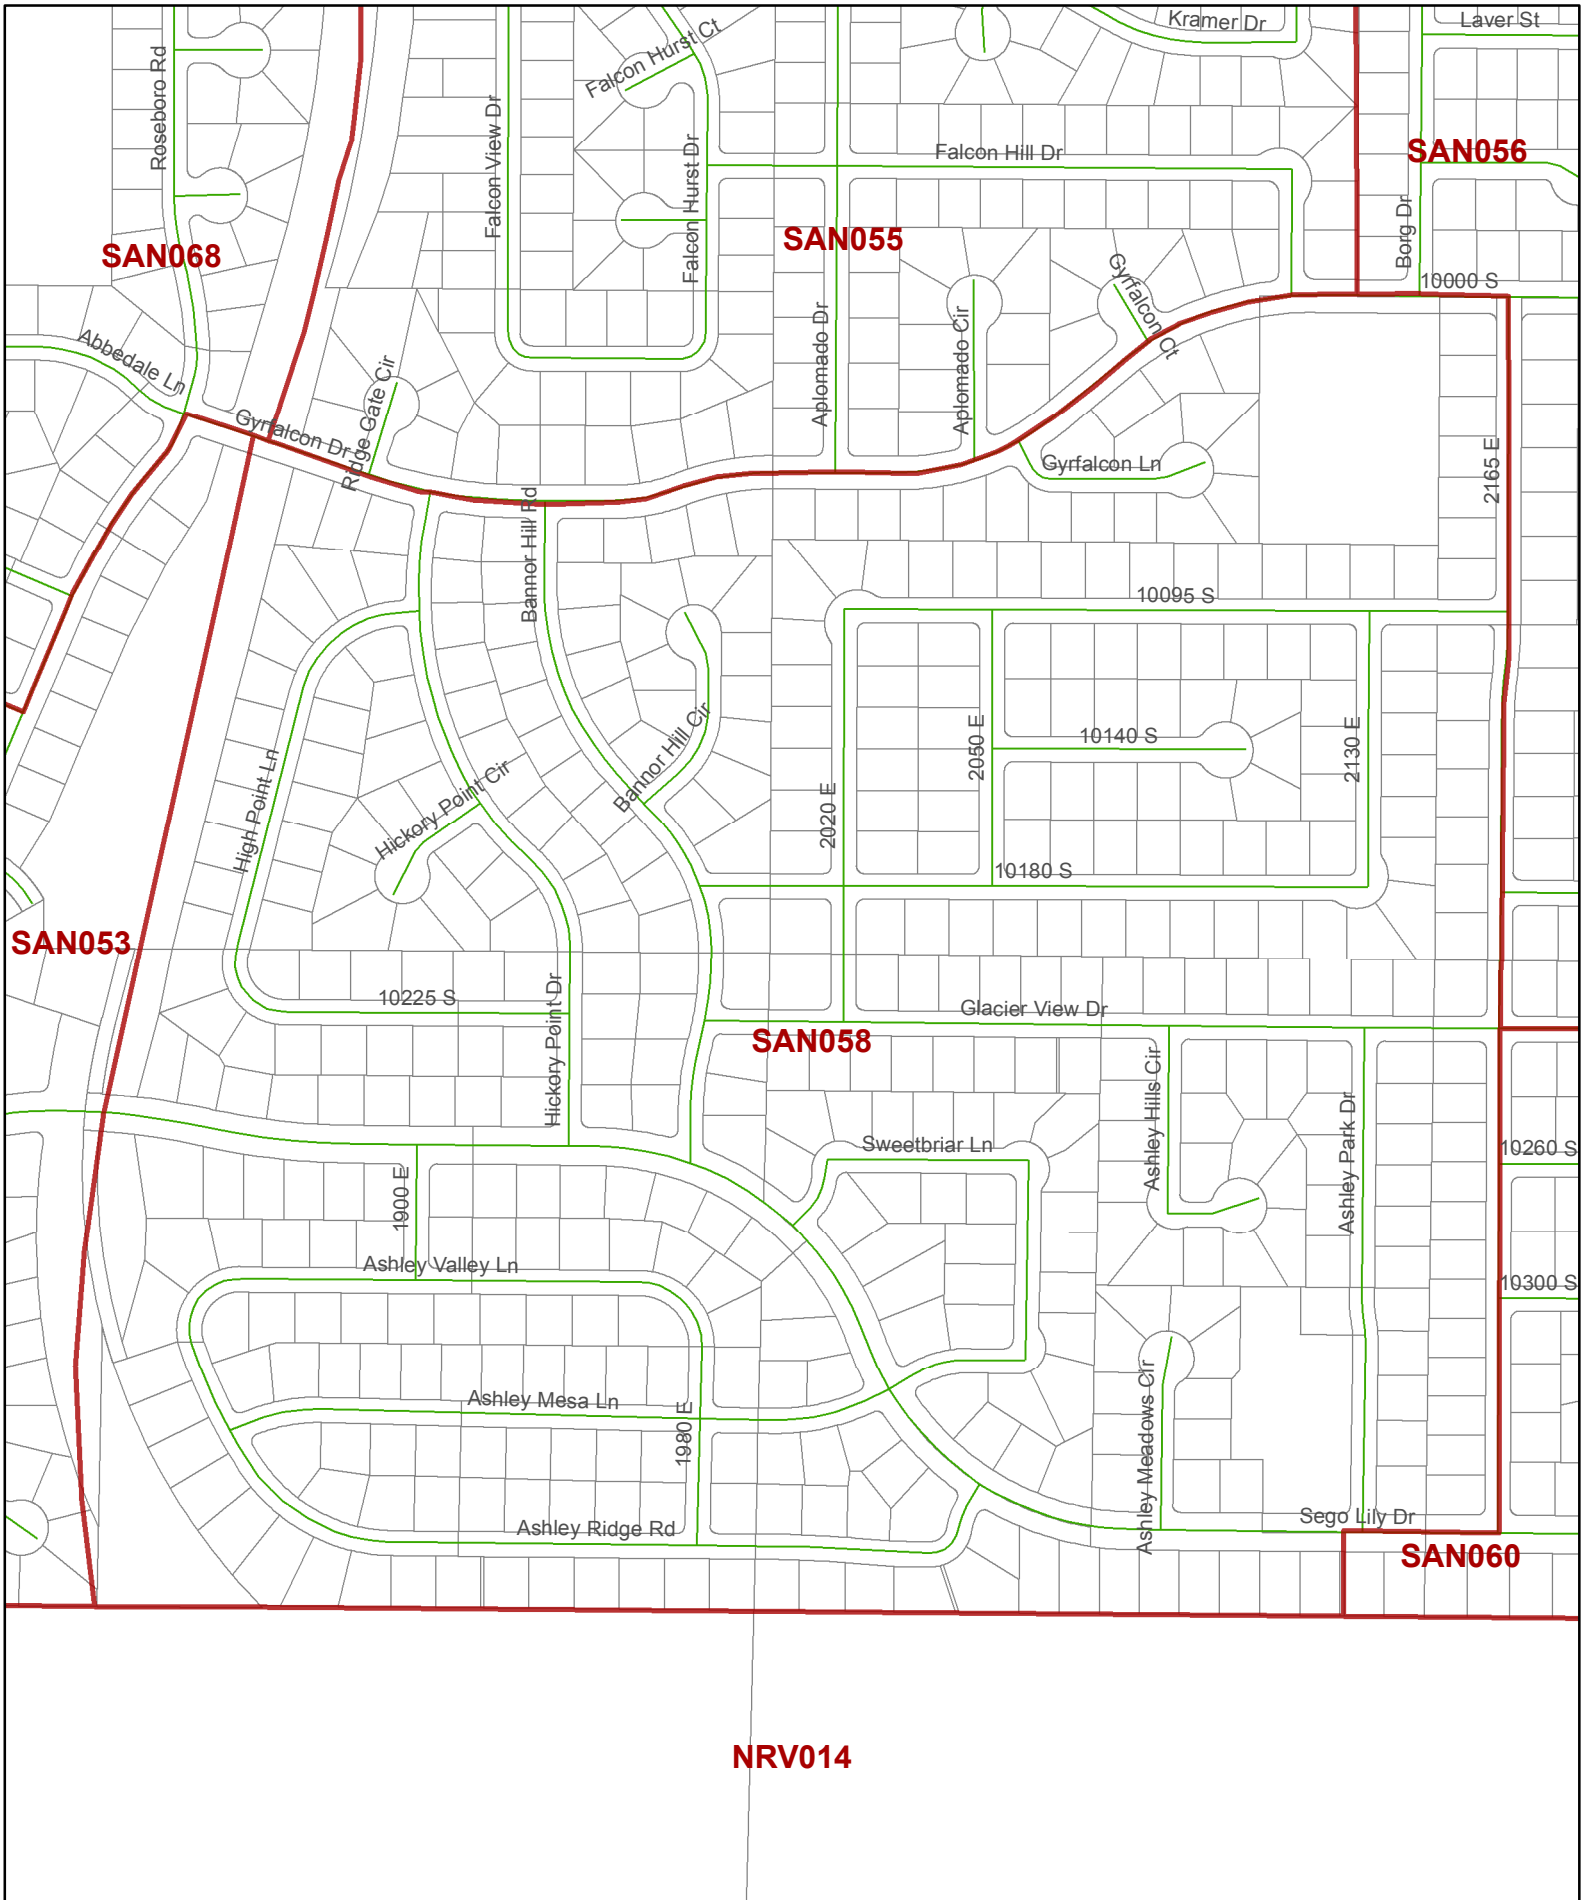 Kramer Dr
Laver St
Falcon Hurst Ct
Roseboro Rd
Falcon View Dr
Falcon Hurst Dr
Falcon Hill Dr
SAN056
SAN068
SAN055
Borg Dr
10000 S
Gyrfalcon Ct
Abbedale Ln
Aplomado Dr
Aplomado Cir
Ridge Gate Cir
Gyrfalcon Dr
Gyrfalcon Ln
2165 E
Bannor Hill Rd
10095 S
10140 S
2050 E
2130 E
Bannor Hill Cir
High Point Ln
Hickory Point Cir
2020 E
10180 S
SAN053
10225 S
Hickory Point Dr
Glacier View Dr
SAN058
Ashley Hills Cir
Ashley Park Dr
Sweetbriar Ln
10260 S
1900 E
Ashley Valley Ln
10300 S
Ashley Mesa Ln
1980 E
Ashley Meadows Cir
Ashley Ridge Rd
Sego Lily Dr
SAN060
NRV014